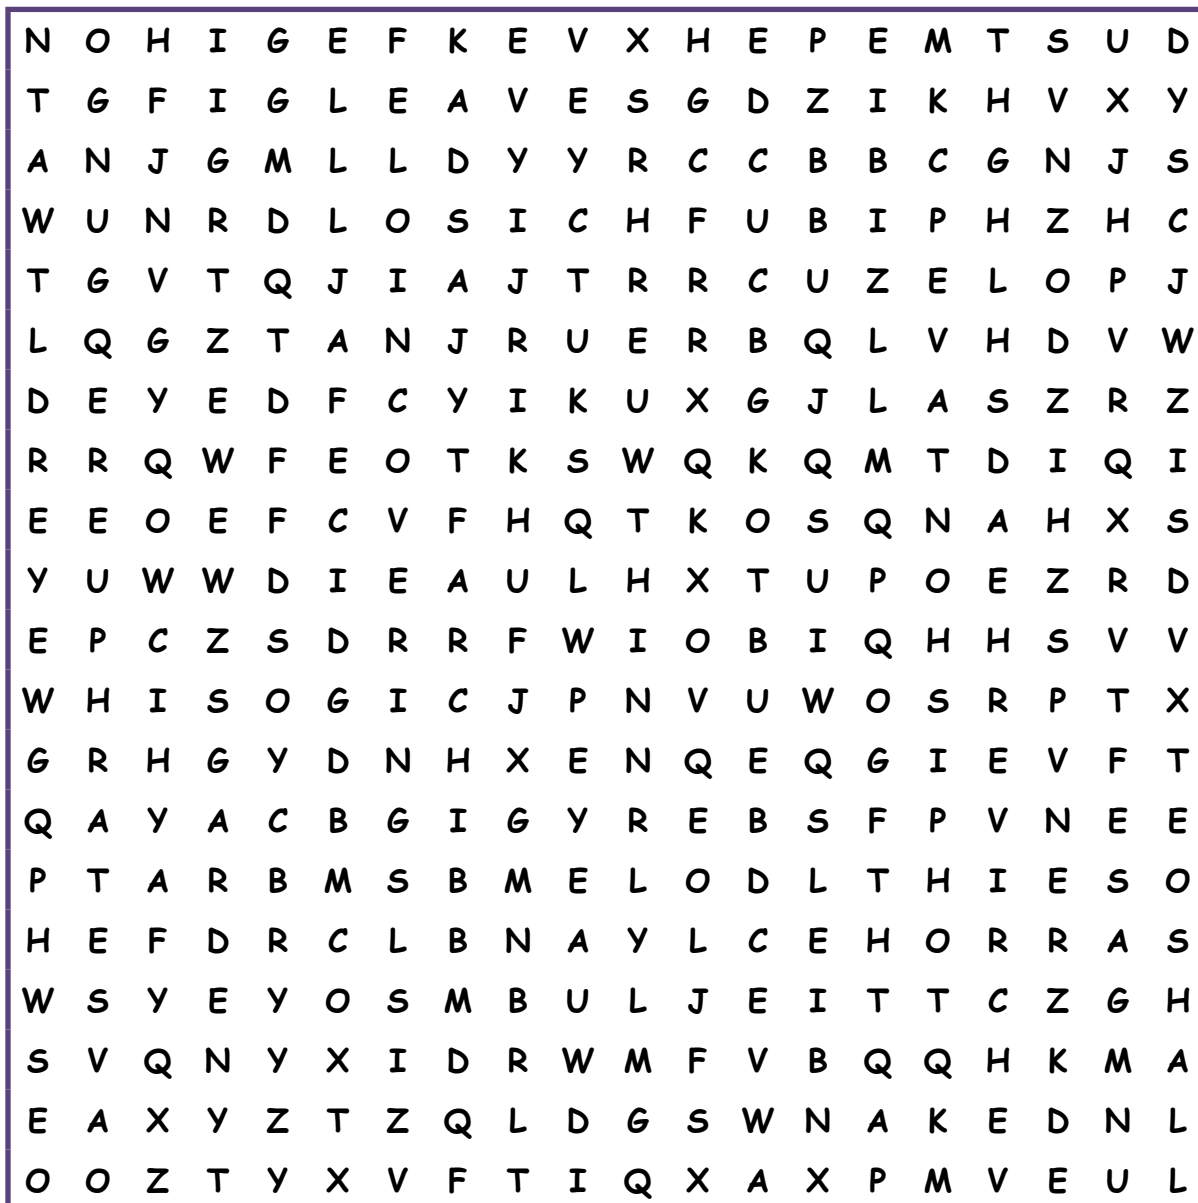 N O H I G E F K E V X H E P E M T S U D
T G F I G L E A V E S G D Z I K H V X Y
A N J G M L L D Y Y R C C B B C G N J S
W U N R D L O S I C H F U B I P H Z H C
T G V T Q J I A J T R R C U Z E L O P J
L Q G Z T A N J R U E R B Q L V H D V W
D E Y E D F C Y I K U X G J L A S Z R Z
R R Q W F E O T K S W Q K Q M T D I Q I
E E O E F C V F H Q T K O S Q N A H X S
Y U W W D I E A U L H X T U P O E Z R D
E P C Z S D R R F W I O B I Q H H S V V
W H I S O G I C J P N V U W O S R P T X
G R H G Y D N H X E N Q E Q G I E V F T
Q A Y A C B G I G Y R E B S F P V N E E
P T A R B M S B M E L O D L T H I E S O
H E F D R C L B N A Y L C E H O R R A S
W S Y E Y O S M B U L J E I T T C Z G H
S V Q N Y X I D R W M F V B Q Q H K M A
E A X Y Z T Z Q L D G S W N A K E D N L
O O Z T Y X V F T I Q X A X P M V E U L